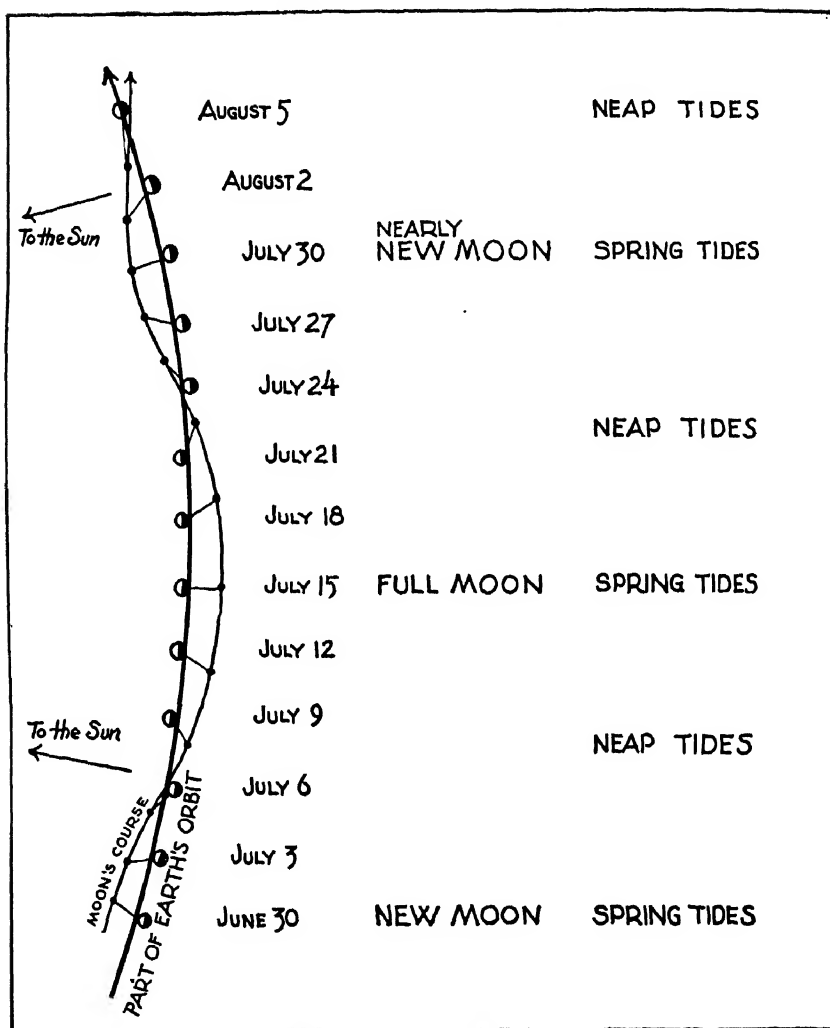 AUGUST 5 NEAP TIDES
AUGUST 2
To the Sun
NEARLY
JULY 30 NEW MOON SPRING TIDES
JULY 27
JULY 24
NEAP TIDES
JULY 21
JULY 18
JULY 15 FULL MOON SPRING TIDES
JULY 12
JULY 9
To the Sun
NEAP TIDES
JULY 6
MOON'S COURSE
PART OF EARTH'S ORBIT
JULY 3
JUNE 30 NEW MOON SPRING TIDES